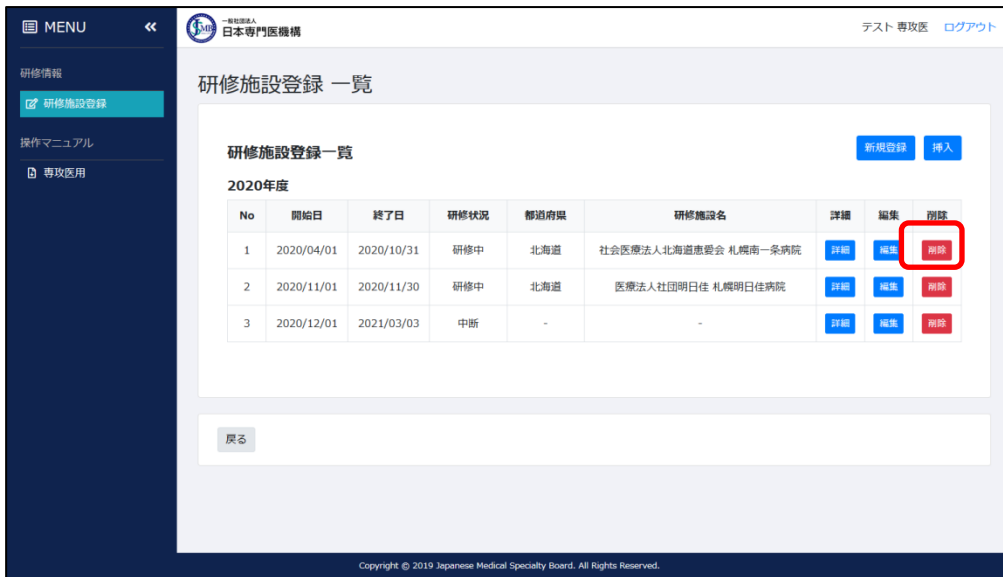 MENU
一般社団法人
日本専門医機構
テスト 専攻医 ログアウト
研修情報
研修施設登録
操作マニュアル
専攻医用
研修施設登録 一覧
研修施設登録一覧
新規登録 挿入
2020年度
No 開始日 終了日 研修状況 都道府県 研修施設名 詳細 編集 削除
1 2020/04/01 2020/10/31 研修中 北海道 社会医療法人北海道恵愛会 札幌南一条病院 詳細 編集 削除
2 2020/11/01 2020/11/30 研修中 北海道 医療法人社団明日佳 札幌明日佳病院 詳細 編集 削除
3 2020/12/01 2021/03/03 中断 - - 詳細 編集 削除
戻る
Copyright © 2019 Japanese Medical Specialty Board. All Rights Reserved.